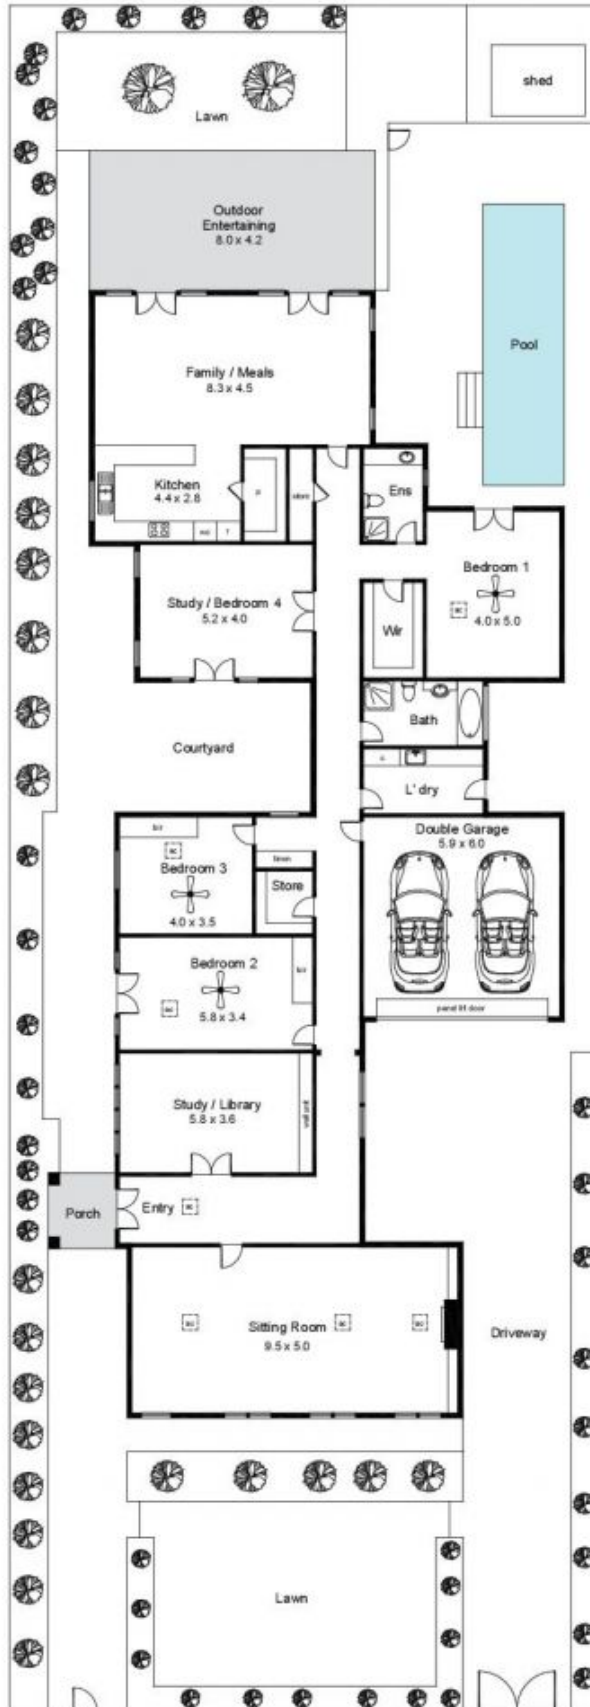 shed
Lawn
Outdoor
Entertaining
8.0 x 4.2
Pool
Family / Meals
8.3 x 4.5
Kitchen
4.4 x 2.8
P
store
Ens
Bedroom 1
4.0 x 5.0
Study / Bedroom 4
5.2 x 4.0
Wir
Bath
Courtyard
L' dry
Double Garage
5.9 x 6.0
bir
Bedroom 3
4.0 x 3.5
linen
Store
Bedroom 2
5.8 x 3.4
bir
panel lift door
Study / Library
5.8 x 3.6
wall unit
Porch
Entry
Sitting Room
9.5 x 5.0
Driveway
Lawn